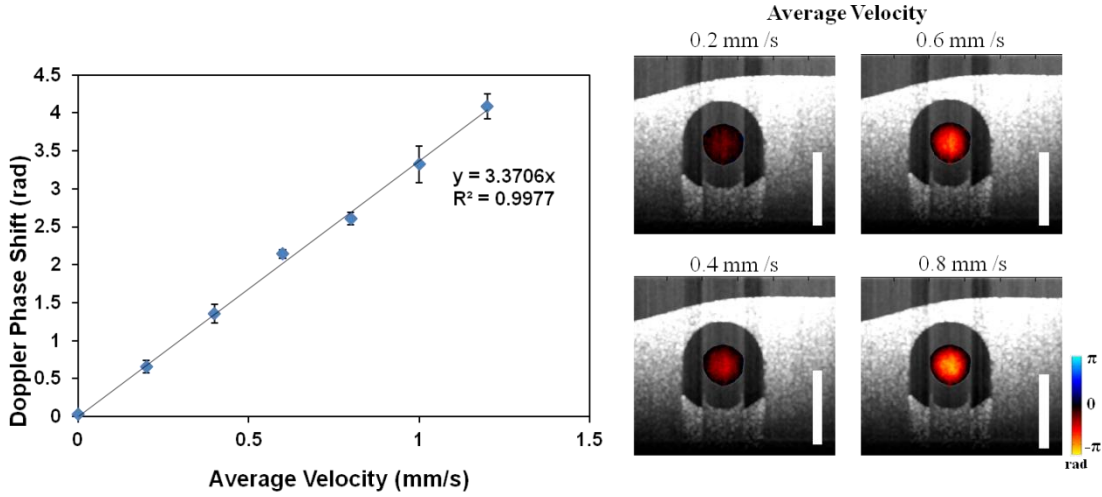 4.5
4
3.5
3
2.5
2
1.5
1
0.5
0
Doppler Phase Shift (rad)
y = 3.3706x
R² = 0.9977
0 0.5 1 1.5
Average Velocity (mm/s)
Average Velocity
0.2 mm /s 0.6 mm /s
0.4 mm /s 0.8 mm /s
π
0
-π
rad